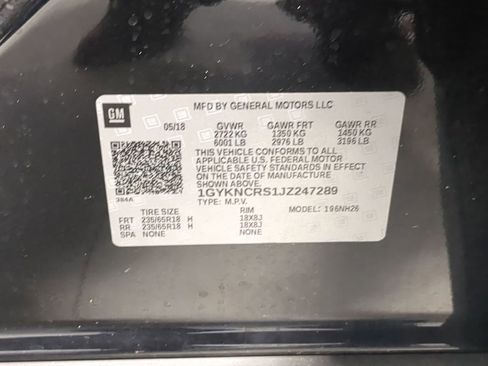 GM
MFD BY GENERAL MOTORS LLC
05/18 GVWR GAWR FRT GAWR RR
2722 KG 1350 KG 1450 KG
6001 LB 2976 LB 3196 LB
THIS VEHICLE CONFORMS TO ALL
APPLICABLE U.S. FEDERAL MOTOR
VEHICLE SAFETY STANDARDS IN EFFECT
ON THE DATE OF MANUFACTURE
SHOWN ABOVE.
1GYKNCRS1JZ247289
384A TYPE: M.P.V. MODEL: 196NH26
TIRE SIZE RIM
FRT 235/65R18 H 18X8J
RR 235/65R18 H 18X8J
SPA NONE NONE